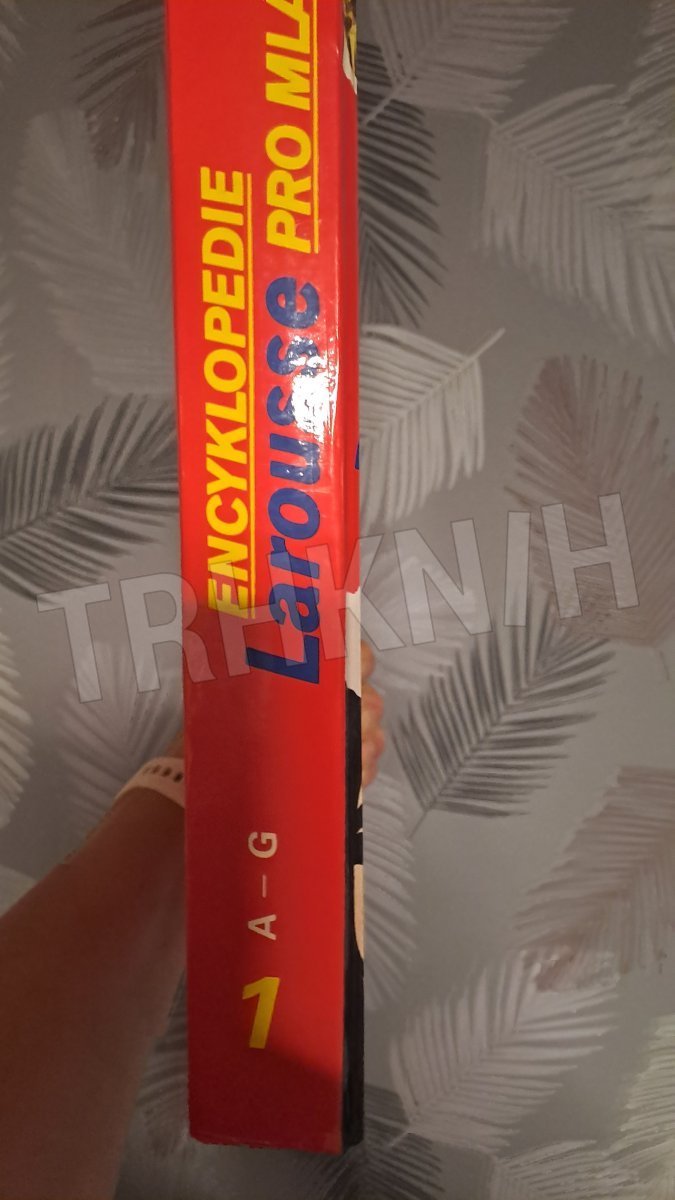 ENCYKLOPEDIE
Larousse PRO MLA
A – G
1
TRHKNIH